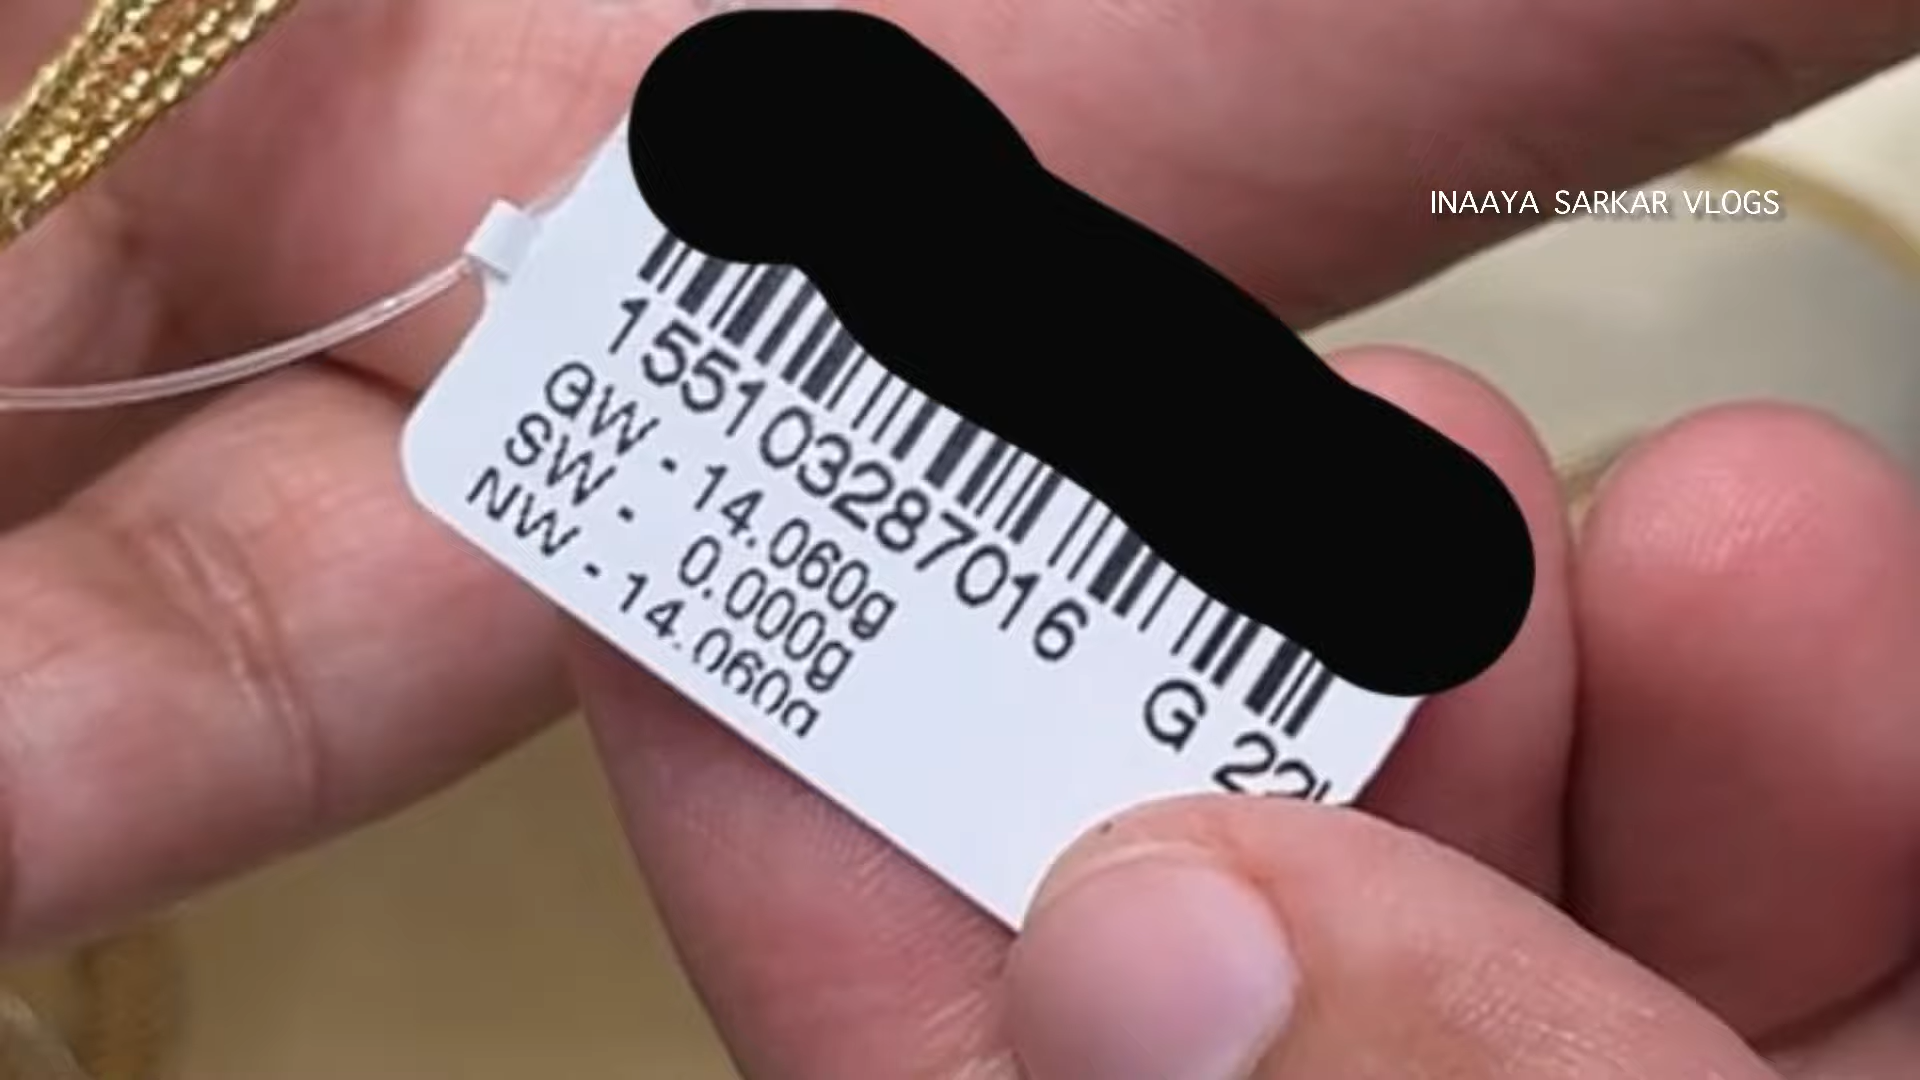 INAAYA SARKAR VLOGS
155103287016
GW - 14.060g
SW - 0.000g
NW - 14.060g
G